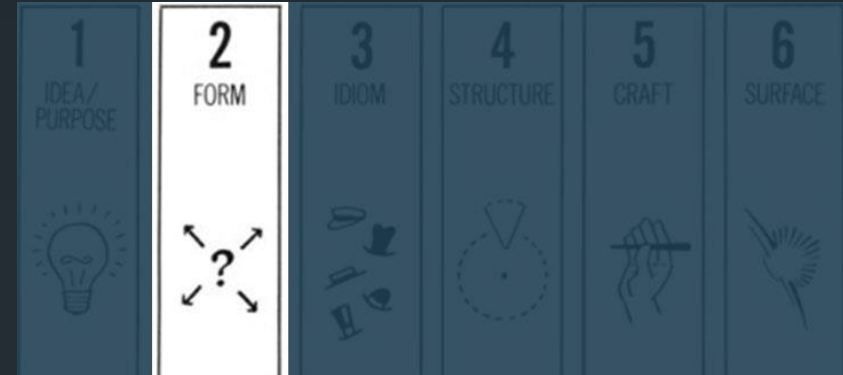 1
IDEA/
PURPOSE
2
FORM
?
3
IDIOM
4
STRUCTURE
5
CRAFT
6
SURFACE